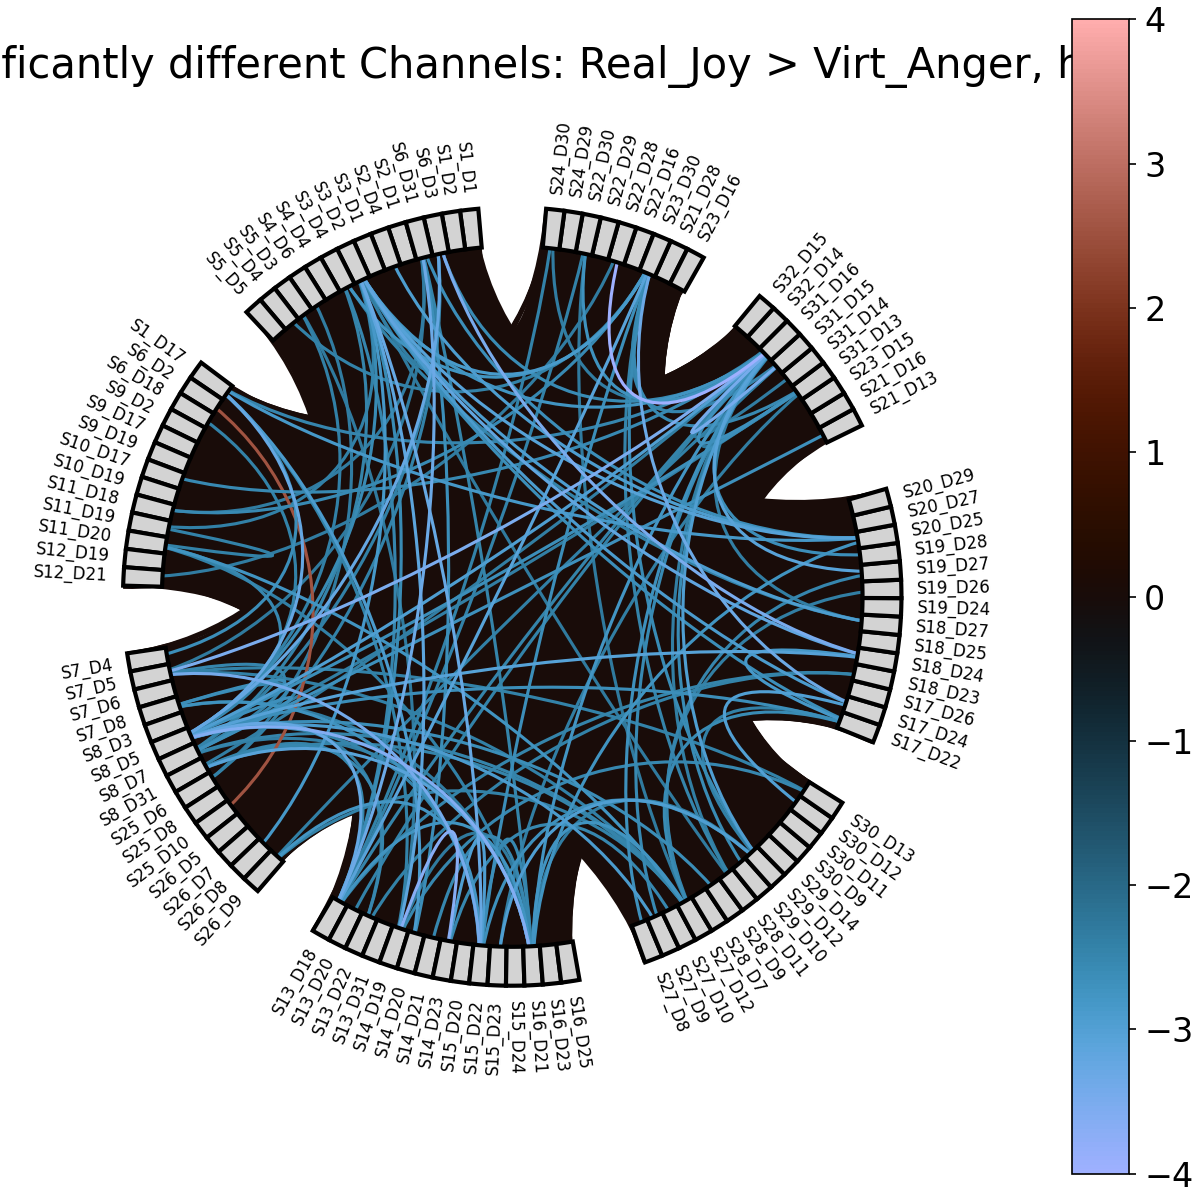 ficantly different Channels: Real_Joy > Virt_Anger, h
S1_D1
S1_D2
S6_D3
S6_D31
S2_D1
S2_D4
S3_D1
S3_D2
S3_D4
S4_D4
S4_D6
S5_D3
S5_D4
S5_D5
S1_D17
S6_D2
S6_D18
S9_D2
S9_D17
S9_D19
S10_D17
S10_D19
S11_D18
S11_D19
S11_D20
S12_D19
S12_D21
S7_D4
S7_D5
S7_D6
S7_D8
S8_D3
S8_D5
S8_D7
S8_D31
S25_D6
S25_D8
S25_D10
S26_D5
S26_D7
S26_D8
S26_D9
S13_D18
S13_D20
S13_D22
S13_D31
S14_D19
S14_D20
S14_D21
S14_D23
S15_D20
S15_D22
S15_D23
S15_D24
S16_D21
S16_D23
S16_D25
S27_D8
S27_D9
S27_D10
S27_D12
S28_D7
S28_D9
S28_D11
S29_D10
S29_D12
S29_D14
S30_D9
S30_D11
S30_D12
S30_D13
S17_D22
S17_D24
S17_D26
S18_D23
S18_D24
S18_D25
S18_D27
S19_D24
S19_D26
S19_D27
S19_D28
S20_D25
S20_D27
S20_D29
S21_D13
S21_D16
S23_D15
S31_D13
S31_D14
S31_D15
S31_D16
S32_D14
S32_D15
S23_D16
S21_D28
S23_D30
S22_D16
S22_D28
S22_D29
S22_D30
S24_D29
S24_D30
4
3
2
1
0
−1
−2
−3
−4